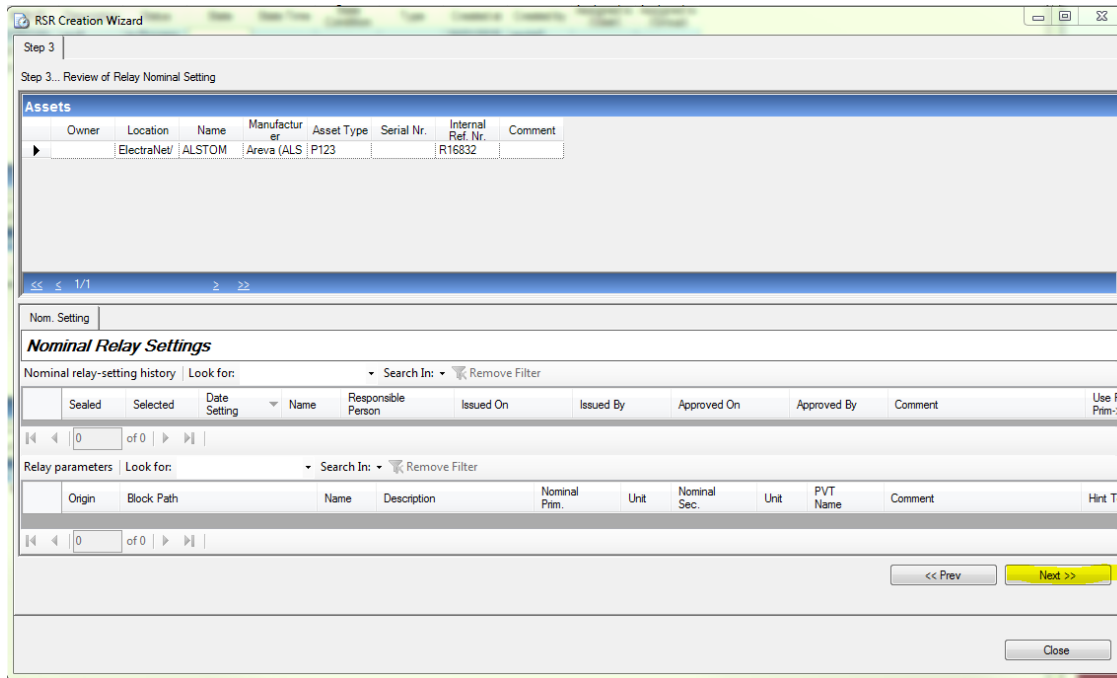 RSR Creation Wizard
Step 3
Step 3... Review of Relay Nominal Setting
Assets
Owner Location Name Manufactur er Asset Type Serial Nr. Internal Ref. Nr. Comment
ElectraNet/ ALSTOM Areva (ALS P123 R16832
<< < 1/1 > >>
Nom. Setting
Nominal Relay Settings
Nominal relay-setting history Look for: Search In: Remove Filter
Sealed Selected Date Setting Name Responsible Person Issued On Issued By Approved On Approved By Comment Use Prim-
0 of 0
Relay parameters Look for: Search In: Remove Filter
Origin Block Path Name Description Nominal Prim. Unit Nominal Sec. Unit PVT Name Comment Hint T
0 of 0
<< Prev Next >>
Close